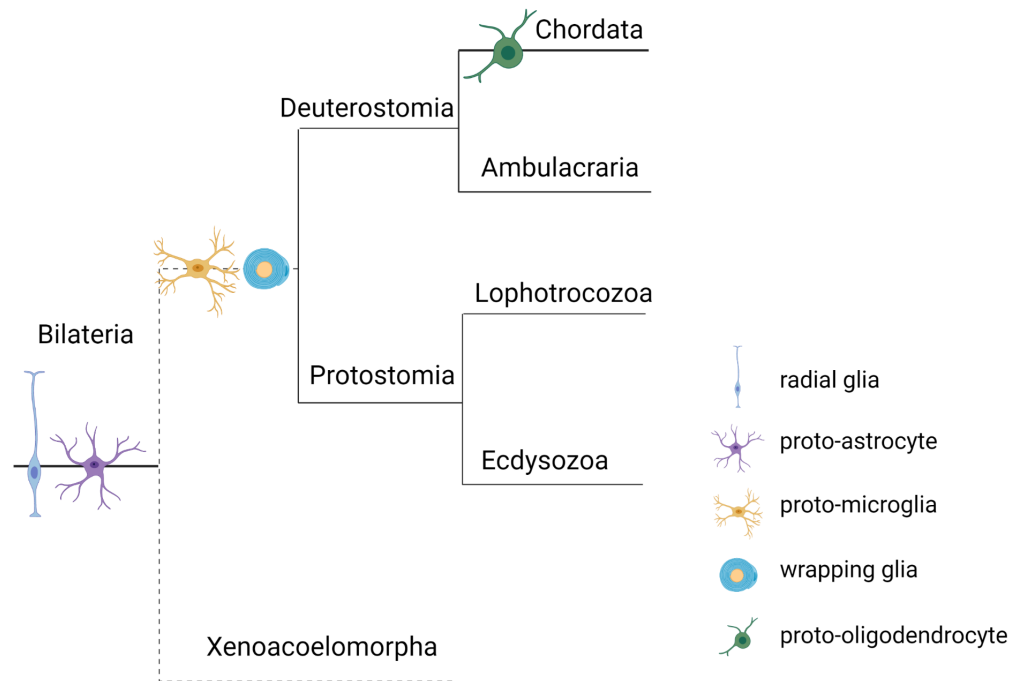 Chordata
Deuterostomia
Ambulacraria
Lophotrocozoa
Bilateria
Protostomia
Ecdysozoa
Xenoacoelomorpha
radial glia
proto-astrocyte
proto-microglia
wrapping glia
proto-oligodendrocyte